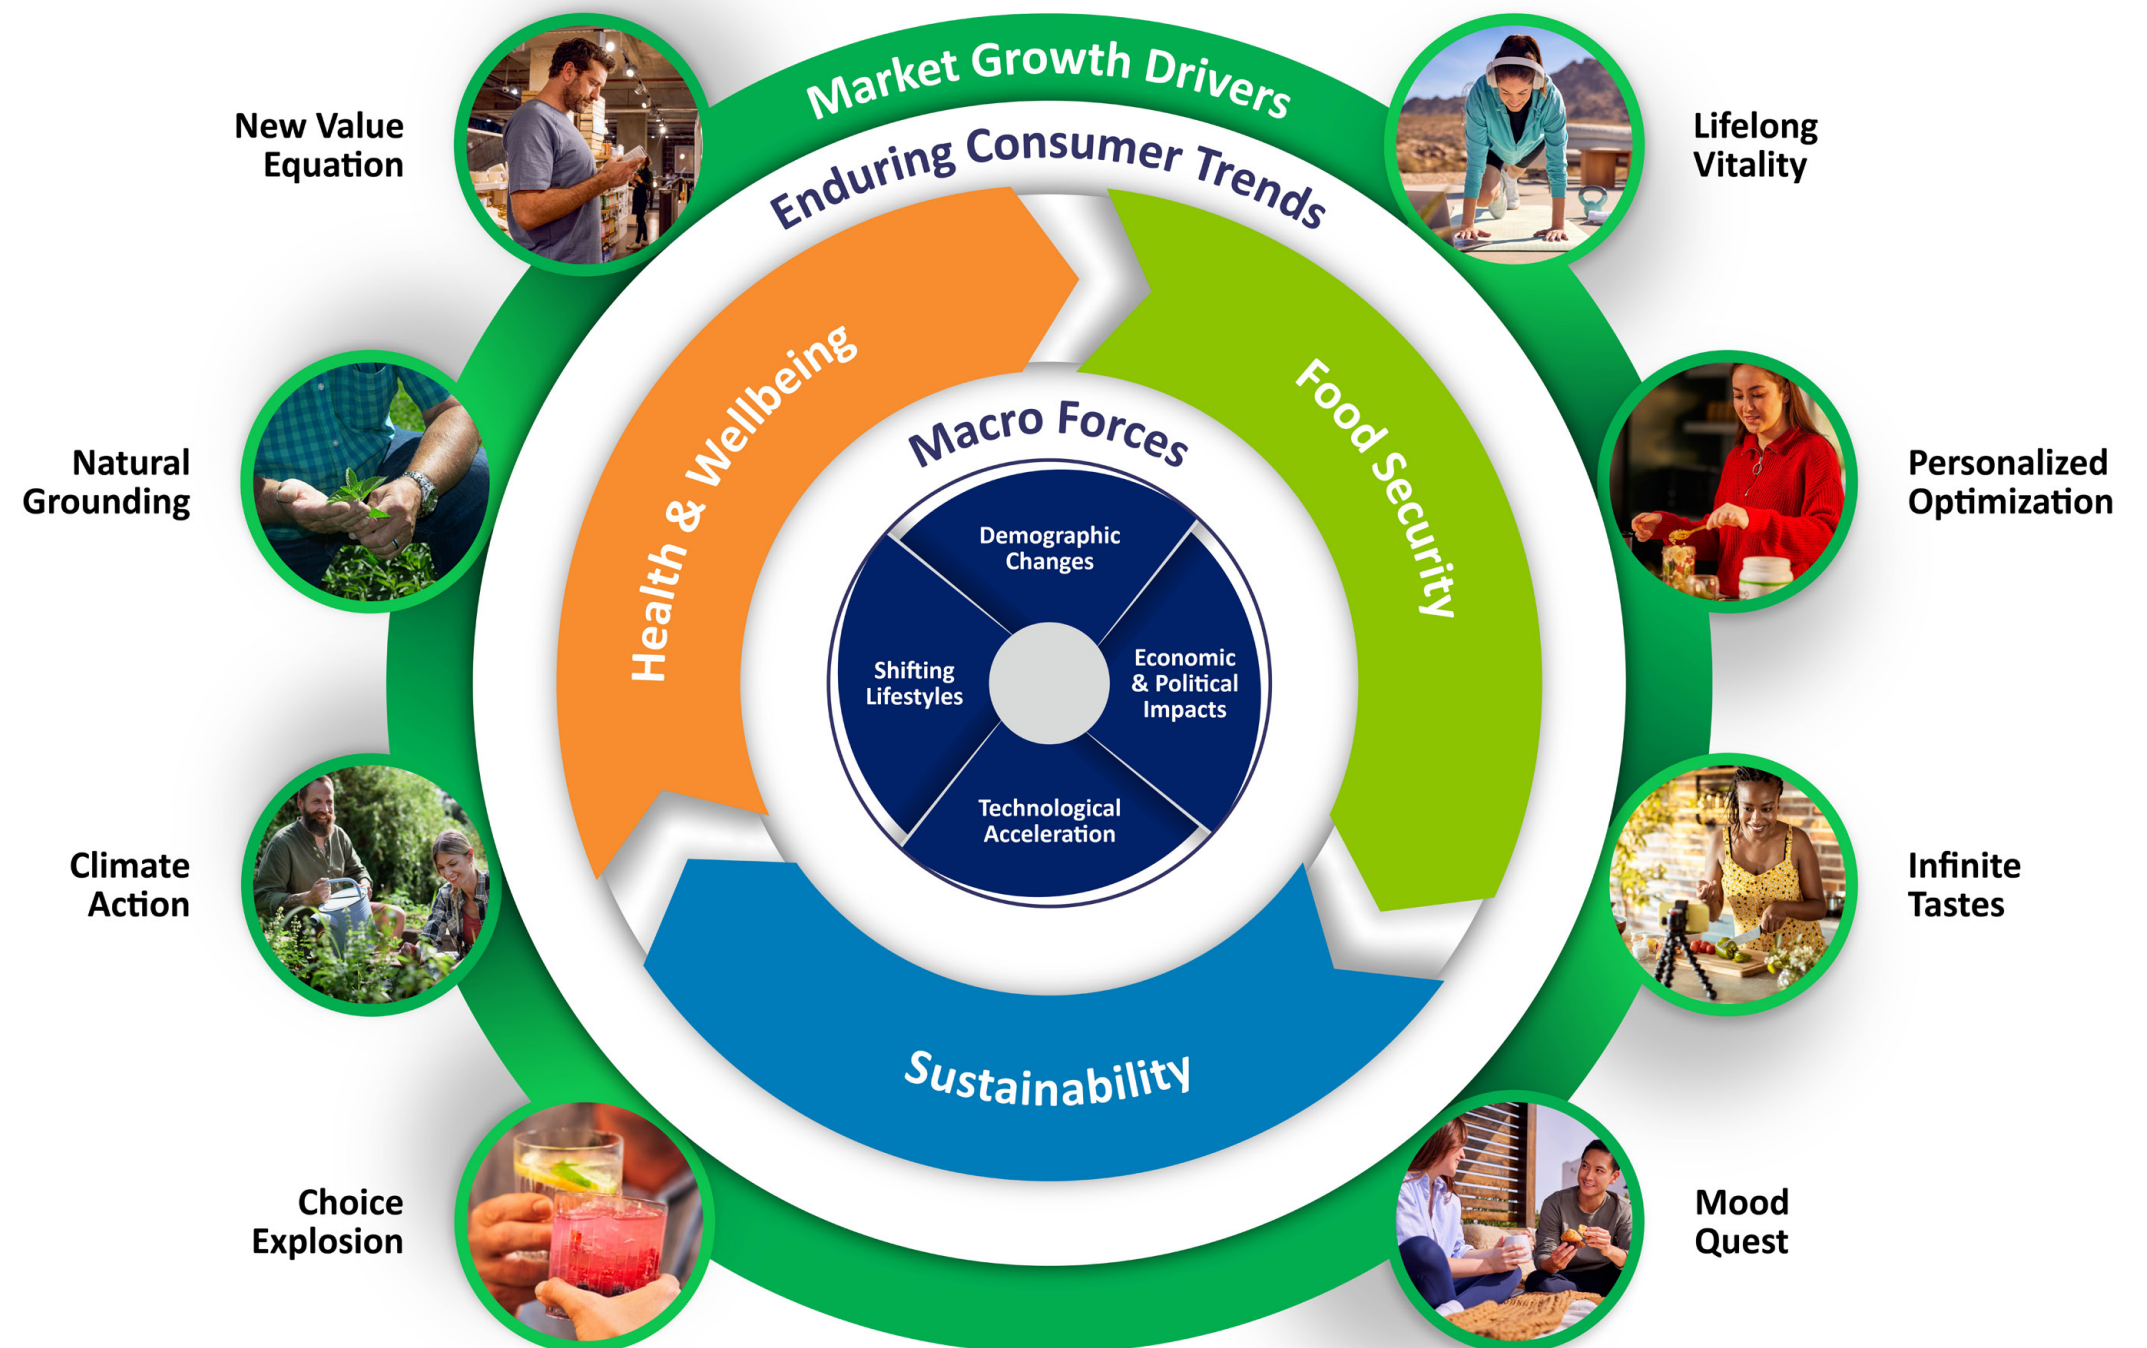 Market Growth Drivers
Enduring Consumer Trends
New Value
Equation
Lifelong
Vitality
Natural
Grounding
Personalized
Optimization
Climate
Action
Infinite
Tastes
Choice
Explosion
Mood
Quest
Health & Wellbeing
Food Security
Sustainability
Macro Forces
Demographic
Changes
Shifting
Lifestyles
Economic
& Political
Impacts
Technological
Acceleration